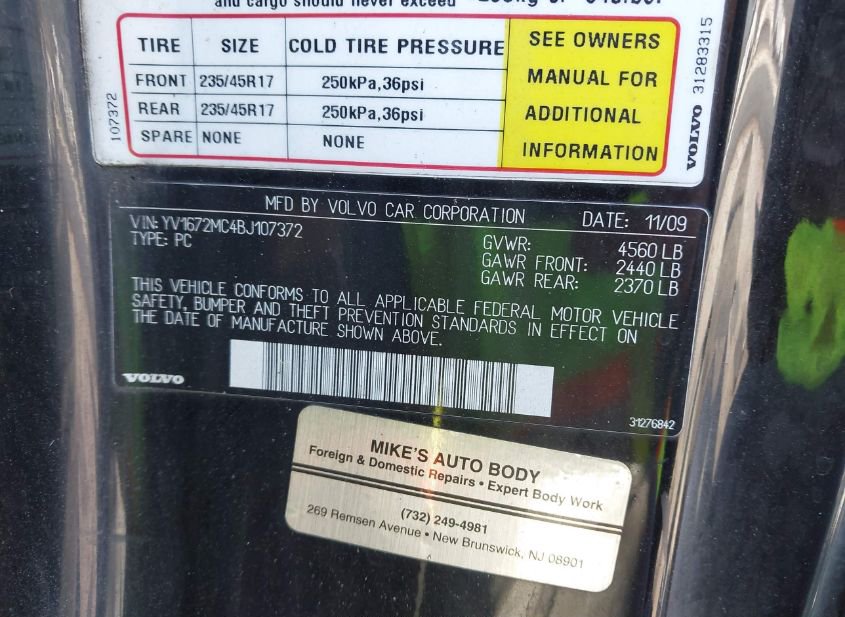 and cargo should never exceed
TIRE SIZE COLD TIRE PRESSURE SEE OWNERS MANUAL FOR ADDITIONAL INFORMATION
FRONT 235/45R17 250kPa,36psi
REAR 235/45R17 250kPa,36psi
SPARE NONE NONE
107372
VOLVO 31283315
MFD BY VOLVO CAR CORPORATION DATE: 11/09
VIN: YV1672MC4BJ107372
TYPE: PC
GVWR: 4560 LB
GAWR FRONT: 2440 LB
GAWR REAR: 2370 LB
THIS VEHICLE CONFORMS TO ALL APPLICABLE FEDERAL MOTOR VEHICLE
SAFETY, BUMPER AND THEFT PREVENTION STANDARDS IN EFFECT ON
THE DATE OF MANUFACTURE SHOWN ABOVE.
VOLVO
31276842
MIKE'S AUTO BODY
Foreign & Domestic Repairs • Expert Body Work
(732) 249-4981
269 Remsen Avenue • New Brunswick, NJ 08901